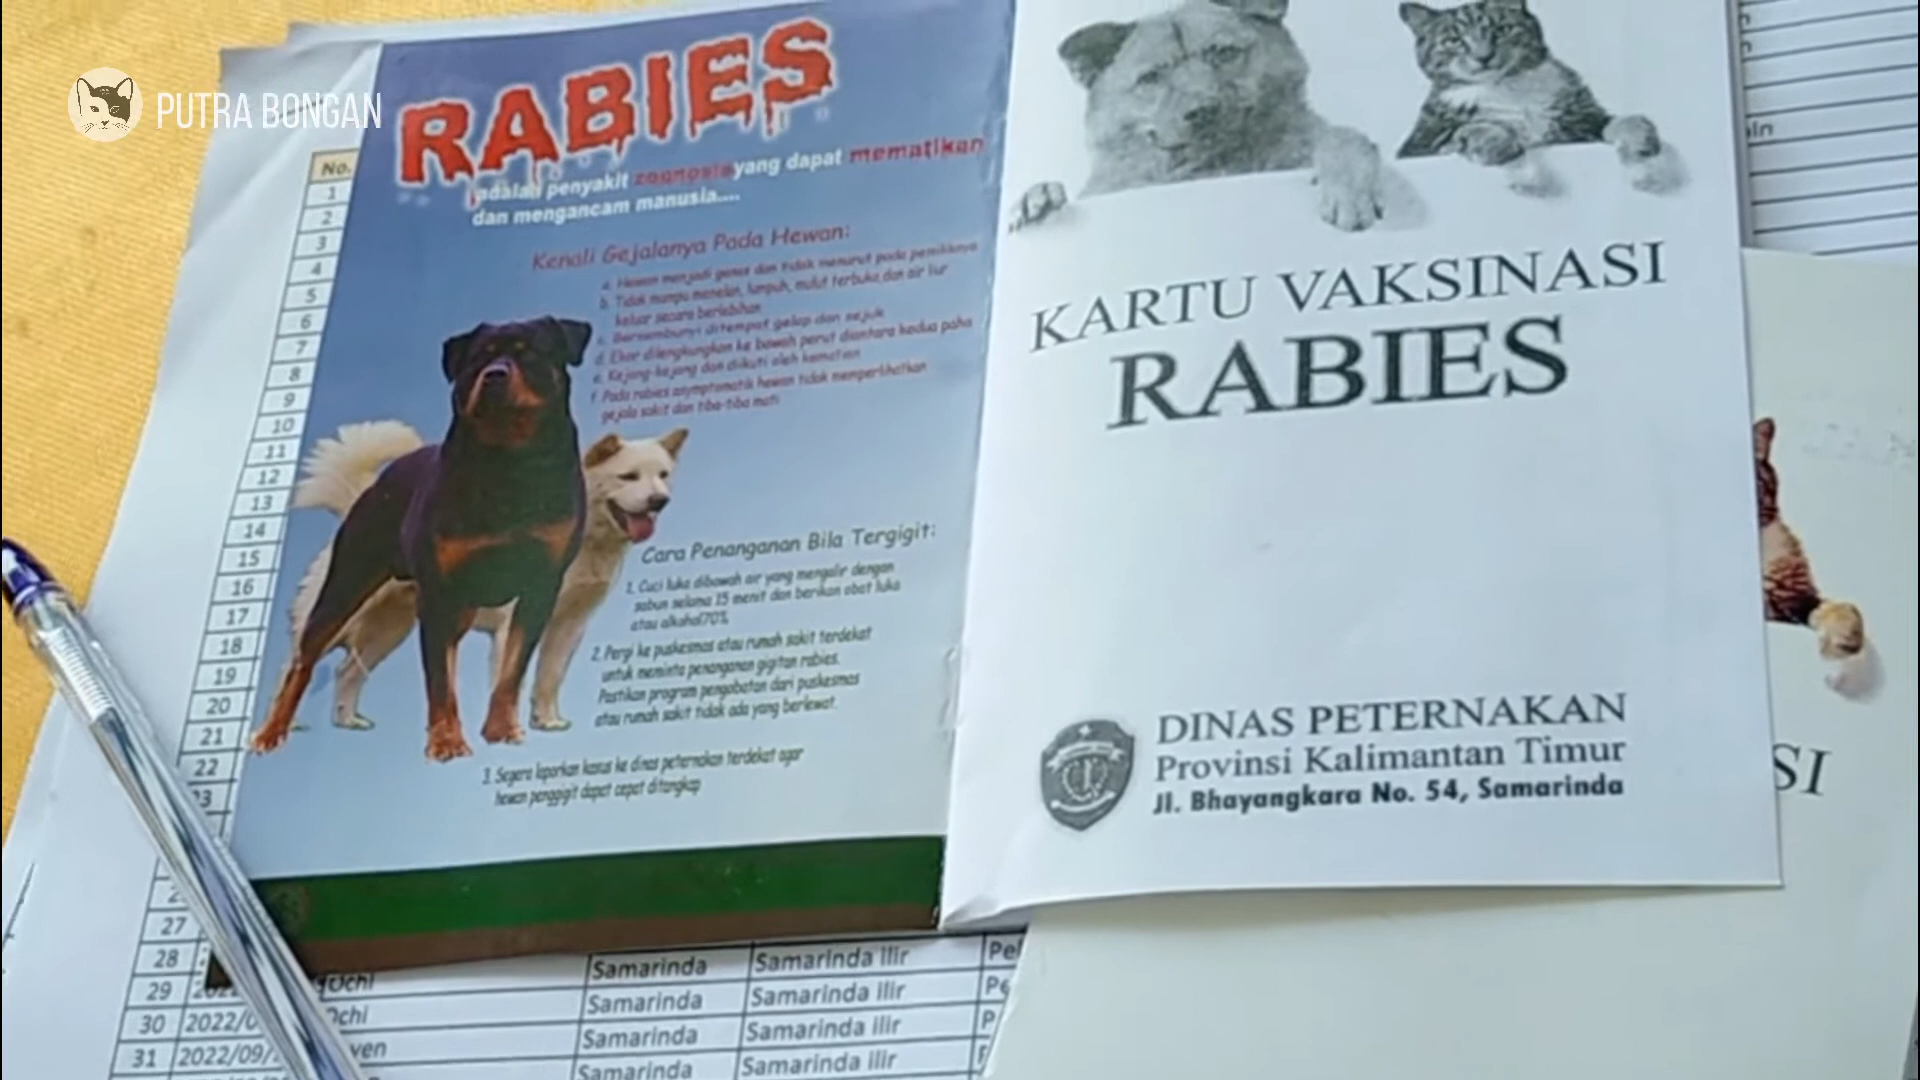 PUTRA BONGAN
RABIES
adalah penyakit zoonosis yang dapat mematikan
dan mengancam manusia....
Kenali Gejalanya Pada Hewan:
a. Hewan menjadi ganas dan tidak menurut pada pemiliknya
b. Tidak mampu menelan, lumpuh, mulut terbuka dan air liur
keluar secara berlebihan
c. Bersembunyi ditempat gelap dan sejuk
d. Ekor dilengkungkan ke bawah perut diantara kedua paha
e. Kejang-kejang dan diikuti oleh kematian
f. Pada rabies asymptomatik hewan tidak memperlihatkan
gejala sakit dan tiba-tiba mati
Cara Penanganan Bila Tergigit:
1. Cuci luka dibawah air yang mengalir dengan
sabun selama 15 menit dan berikan obat luka
atau alkohol70%
2. Pergi ke puskesmas atau rumah sakit terdekat
untuk meminta penanganan gigitan rabies.
Pastikan program pengobatan dari puskesmas
atau rumah sakit tidak ada yang berlewat.
3. Segera laporkan kasus ke dinas peternakan terdekat agar
hewan penggigit dapat cepat ditangkap
KARTU VAKSINASI
RABIES
DINAS PETERNAKAN
Provinsi Kalimantan Timur
Jl. Bhayangkara No. 54, Samarinda
SI
No.
1
2
3
4
5
6
7
8
9
10
11
12
13
14
15
16
17
18
19
20
21
22
27
28 Samarinda Samarinda ilir
29 Ochi Samarinda Samarinda ilir
30 2022/0 Ochi Samarinda Samarinda ilir
31 2022/09/ Samarinda Samarinda ilir